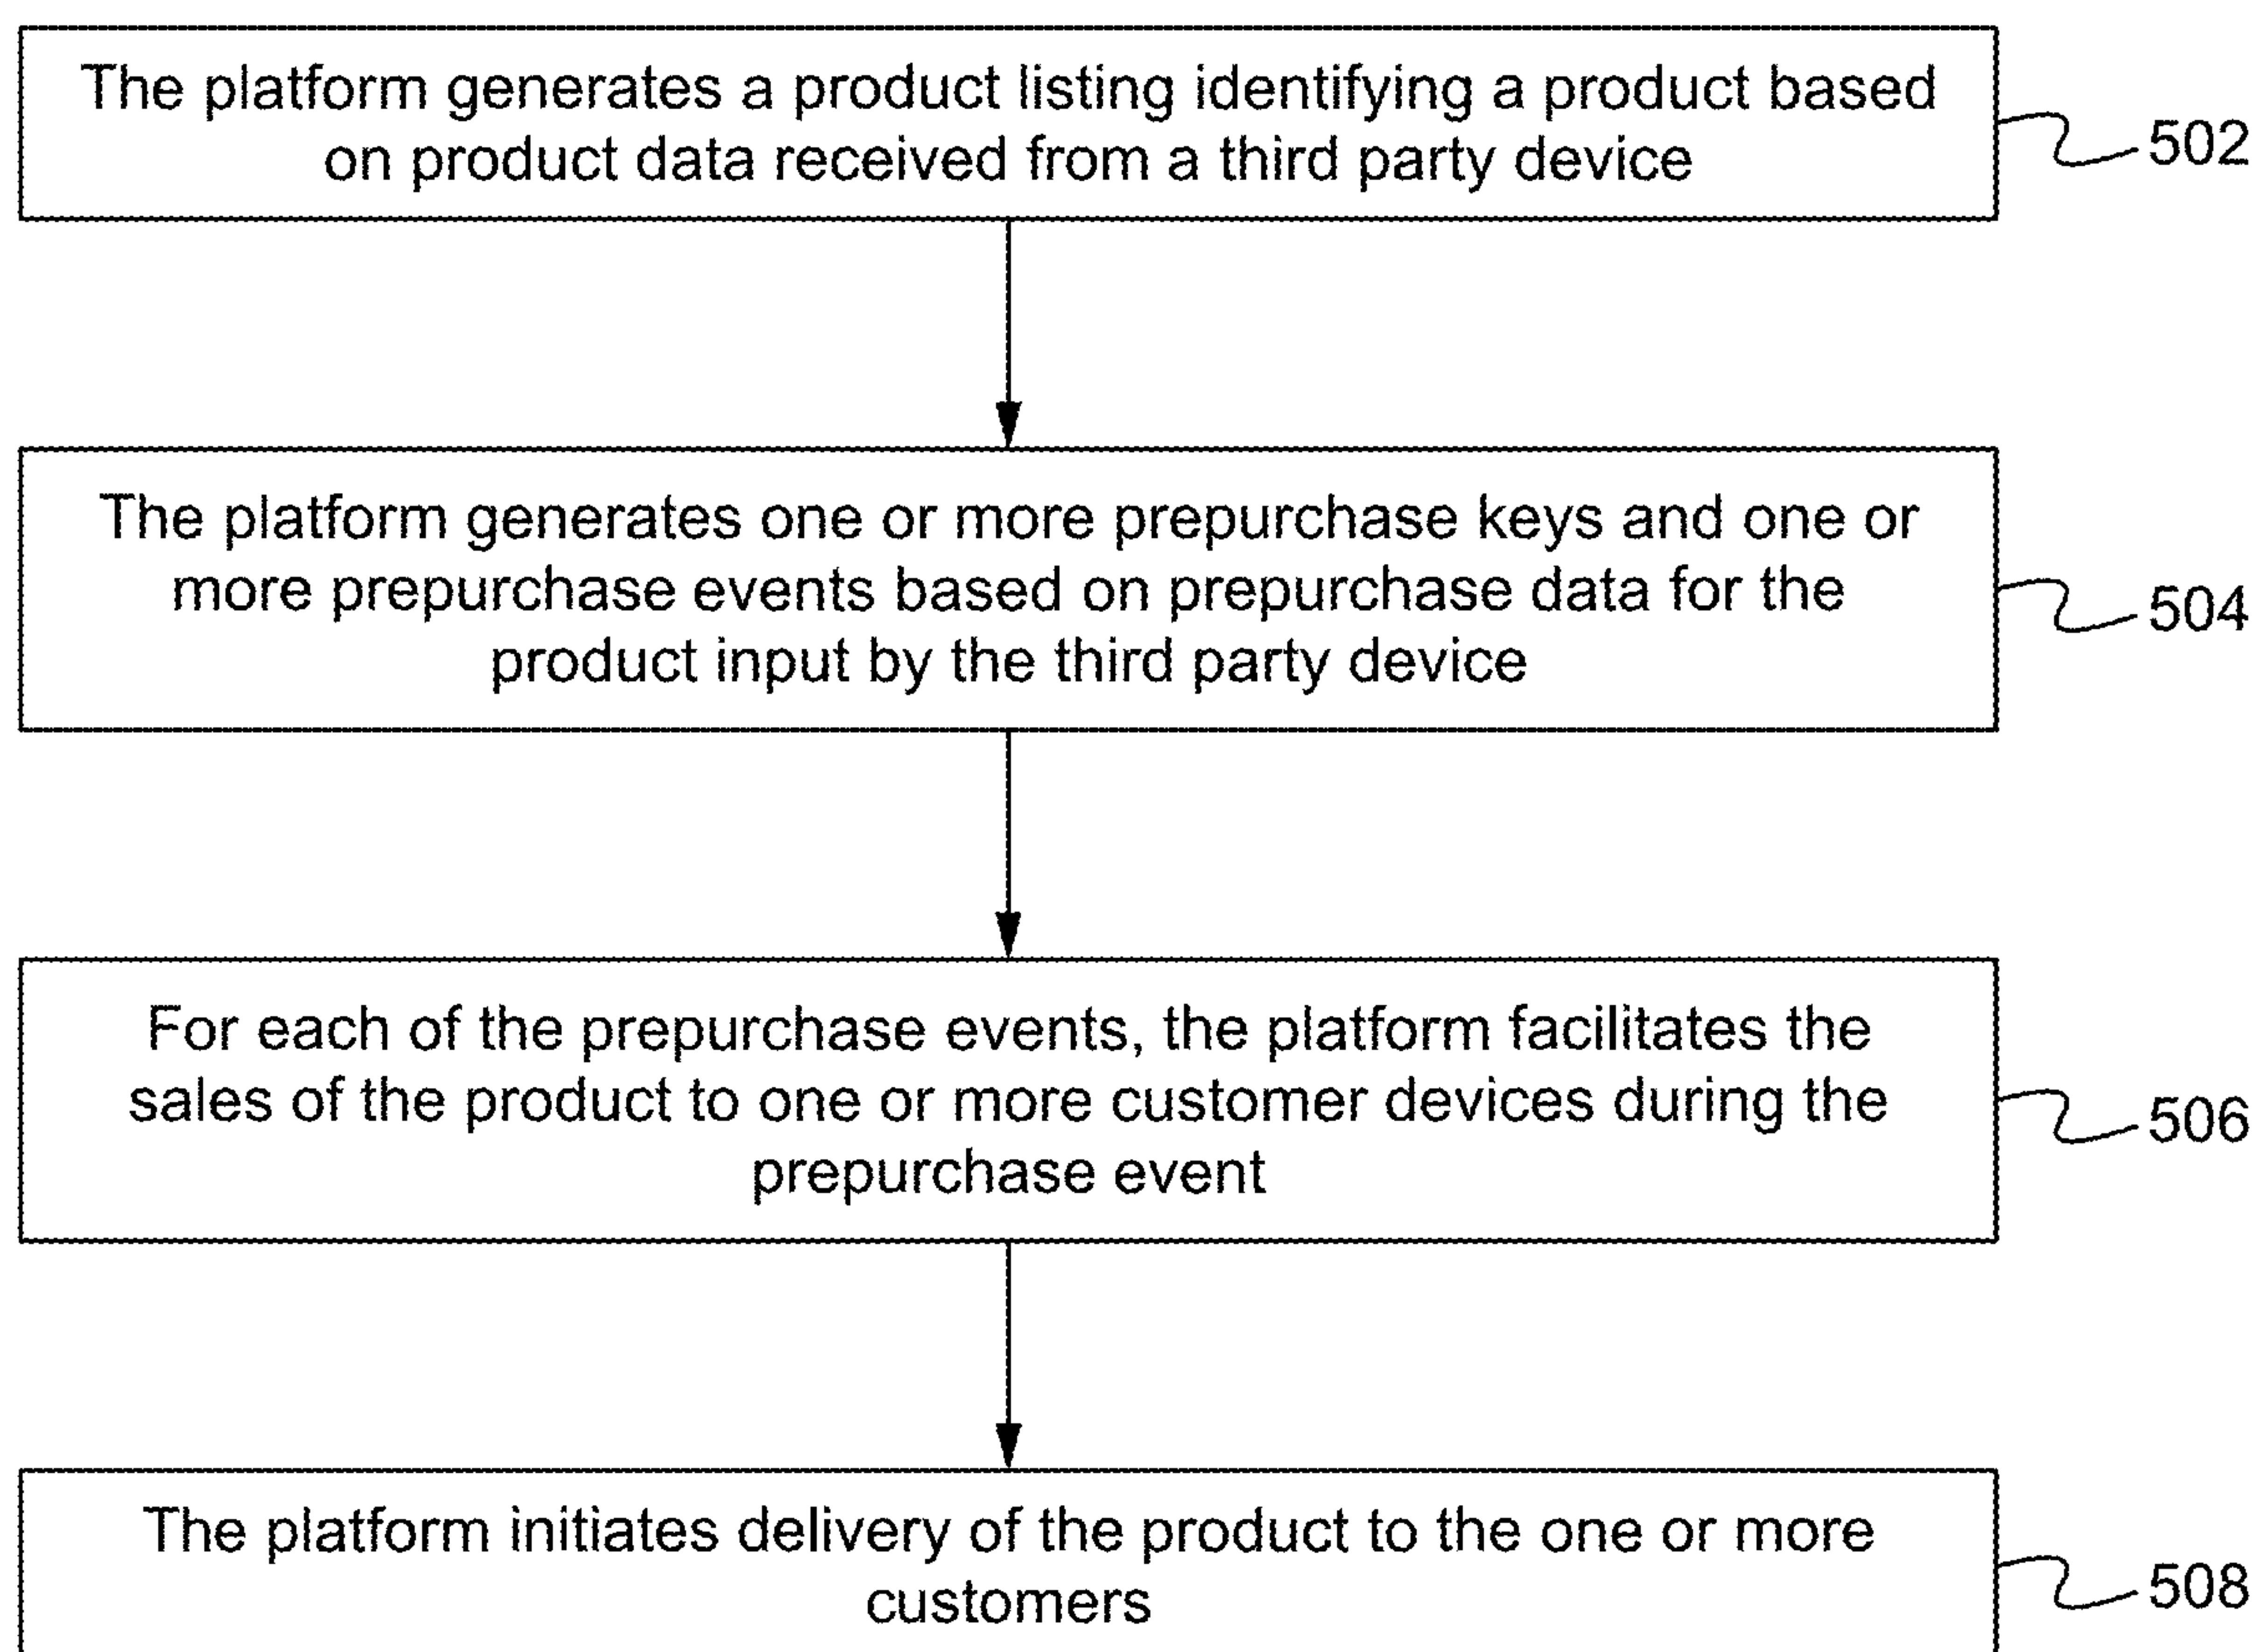 The platform generates a product listing identifying a product based
on product data received from a third party device
502
The platform generates one or more prepurchase keys and one or
more prepurchase events based on prepurchase data for the
product input by the third party device
504
For each of the prepurchase events, the platform facilitates the
sales of the product to one or more customer devices during the
prepurchase event
506
The platform initiates delivery of the product to the one or more
customers
508